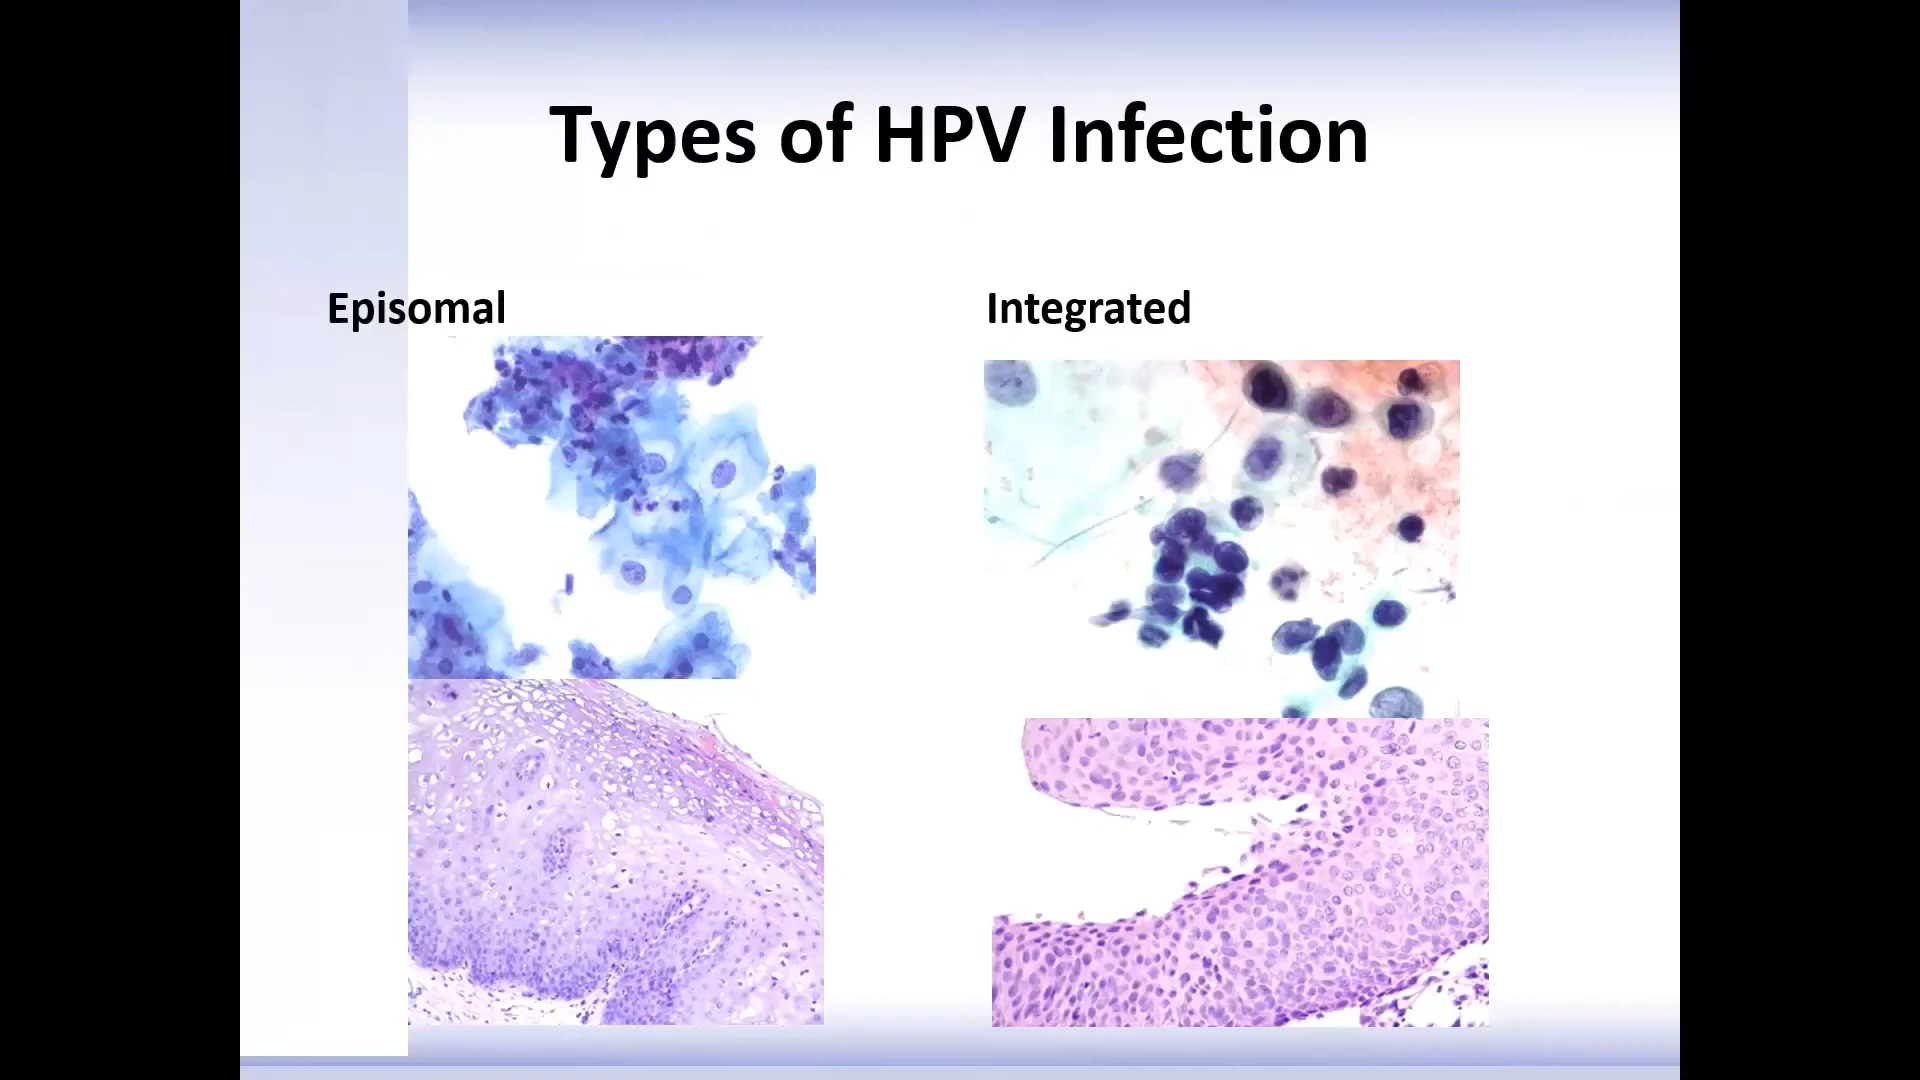 Types of HPV Infection
Episomal
Integrated